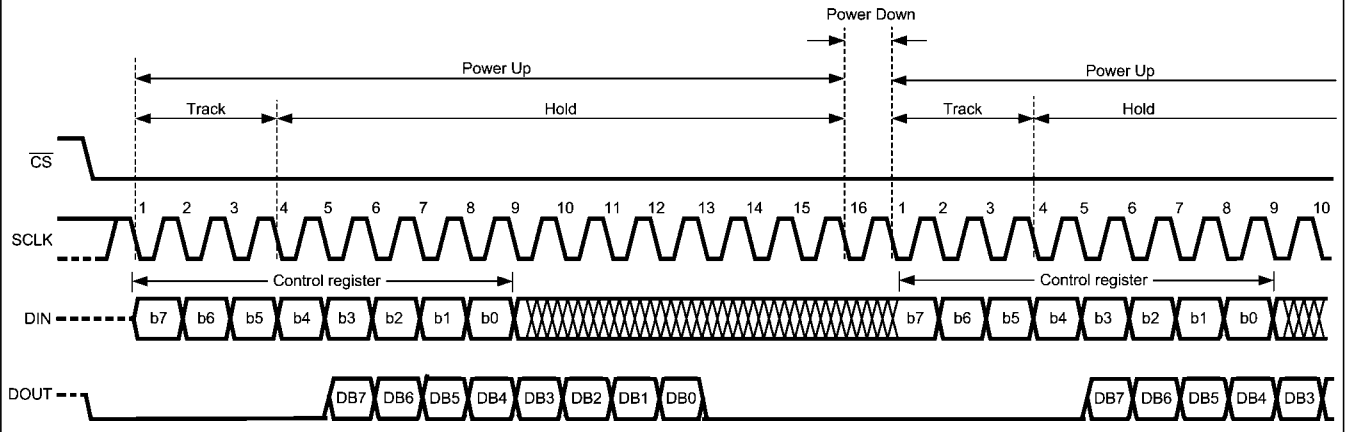 Power Down
Power Up Power Up
Track Hold Track Hold
CS
1 2 3 4 5 6 7 8 9 10 11 12 13 14 15 16 1 2 3 4 5 6 7 8 9 10
SCLK
Control register Control register
DIN b7 b6 b5 b4 b3 b2 b1 b0 b7 b6 b5 b4 b3 b2 b1 b0
DOUT DB7 DB6 DB5 DB4 DB3 DB2 DB1 DB0 DB7 DB6 DB5 DB4 DB3